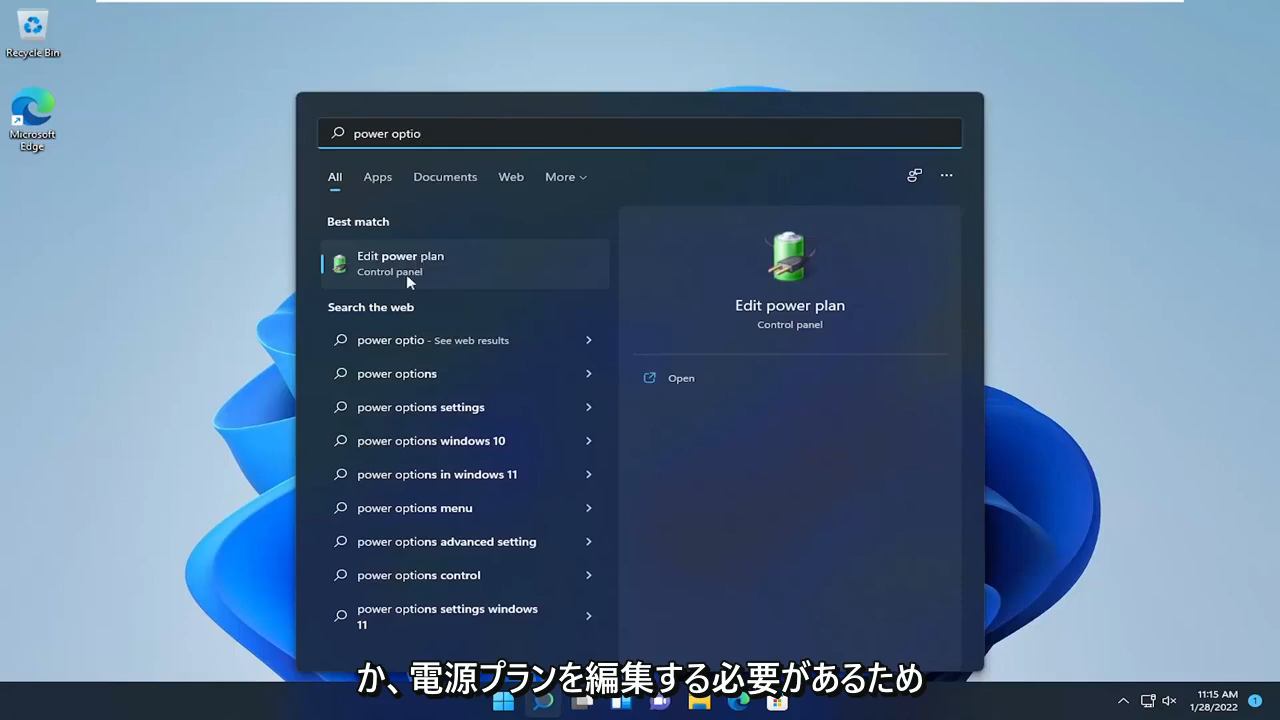 Recycle Bin
Microsoft
Edge
power optio
All Apps Documents Web More
Best match
Edit power plan
Control panel
Search the web
power optio - See web results
power options
power options settings
power options windows 10
power options in windows 11
power options menu
power options advanced setting
power options control
power options settings windows
11
Edit power plan
Control panel
Open
か、電源プランを編集する必要があるため
11:15 AM
1/28/2022
1